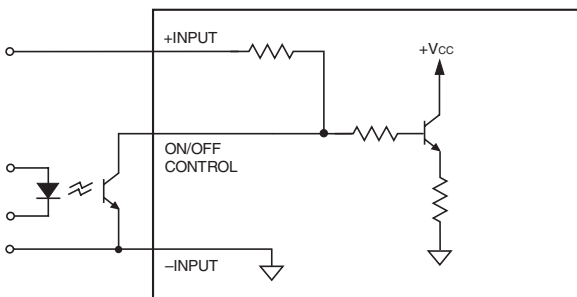 +INPUT
+Vcc
ON/OFF
CONTROL
–INPUT